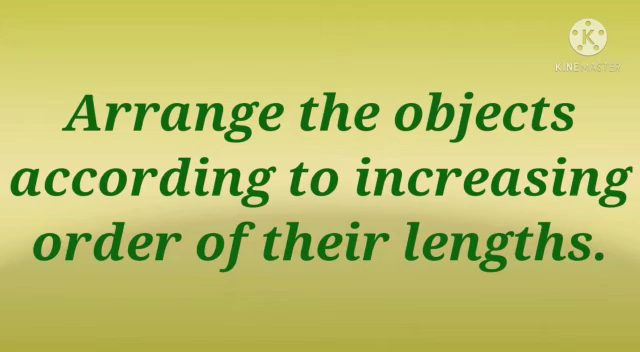 KINEMASTER
Arrange the objects
according to increasing
order of their lengths.